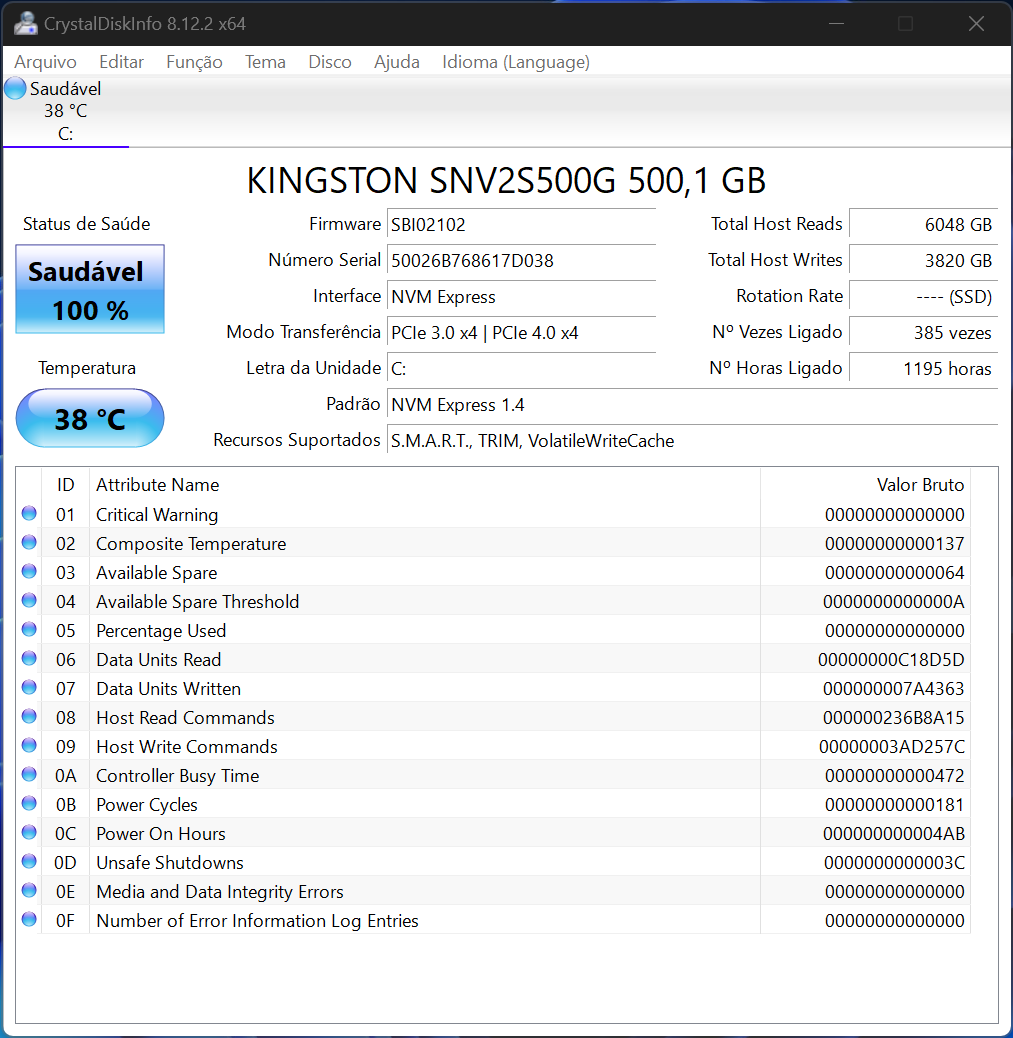 CrystalDiskInfo 8.12.2 x64
Arquivo Editar Função Tema Disco Ajuda Idioma (Language)
Saudável
38 °C
C:
KINGSTON SNV2S500G 500,1 GB
Status de Saúde
Saudável
100 %
Temperatura
38 °C
Firmware SBI02102
Número Serial 50026B768617D038
Interface NVM Express
Modo Transferência PCIe 3.0 x4 | PCIe 4.0 x4
Letra da Unidade C:
Padrão NVM Express 1.4
Recursos Suportados S.M.A.R.T., TRIM, VolatileWriteCache
Total Host Reads 6048 GB
Total Host Writes 3820 GB
Rotation Rate ---- (SSD)
Nº Vezes Ligado 385 vezes
Nº Horas Ligado 1195 horas
ID Attribute Name Valor Bruto
01 Critical Warning 00000000000000
02 Composite Temperature 00000000000137
03 Available Spare 00000000000064
04 Available Spare Threshold 0000000000000A
05 Percentage Used 00000000000000
06 Data Units Read 00000000C18D5D
07 Data Units Written 000000007A4363
08 Host Read Commands 000000236B8A15
09 Host Write Commands 00000003AD257C
0A Controller Busy Time 00000000000472
0B Power Cycles 00000000000181
0C Power On Hours 000000000004AB
0D Unsafe Shutdowns 0000000000003C
0E Media and Data Integrity Errors 00000000000000
0F Number of Error Information Log Entries 00000000000000